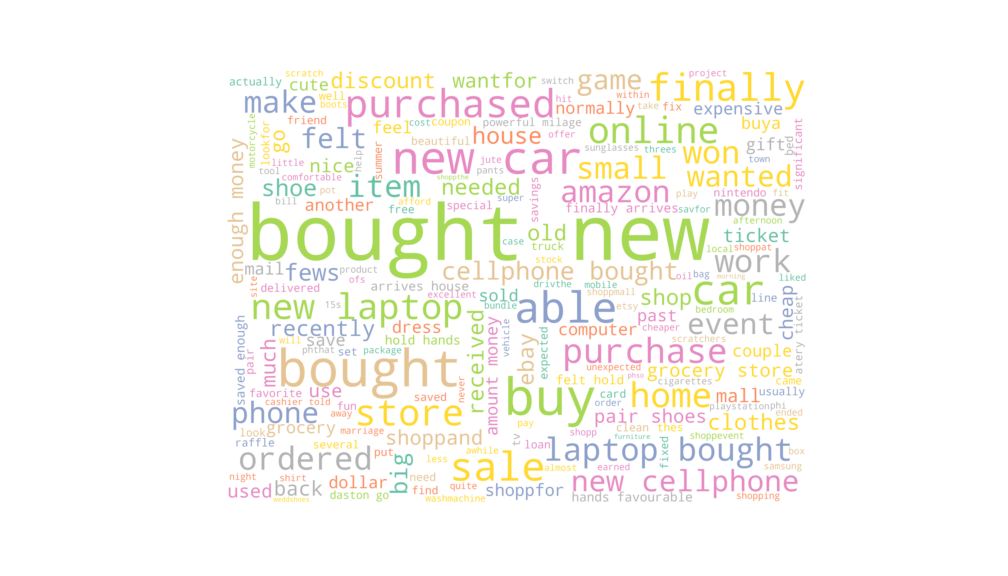 scratch
project
actually cute discount wantfor switch game finally
well
boots
make purchased hit normally within take fix expensive
friend cost coupon powerful milage offer
motorcycle lookfor go felt feel beautiful house online buya
summer help sunglasses threes won gift bed significant
little nice new car jute small town
tool comfortable shoppthe pants
shoe pot item needed super savings amazon wanted nintendo fit
bill another free afford special finally arrives savfor play money
enough money bought new afternoon
case old local shoppat ticket
truck
mail fews product cellphone bought stock oil bag morning work liked
site delivered arrives house excellent sold drivthe mobile
ofs bundle shop car line cheap
new laptop 15s able etsy bedroom
recently dress received vehicle expected computer past event atery ticket
will save hold hands cheaper scratchers
saved enough pair much phthat set package amount money ebay purchase couple
bought unexpected grocery store
favorite use never felt hold phso cigarettes came
cashier told saved card home mall usually
phone fun away store buy order playstation phi
raffle marriage pay pair shoes ended clothes
look grocery shoppand tv clean thes
several put loan shopp furniture shoppevent
ordered big less awhile laptop bought fixed box
need sale almost earned samsung
night shirt dollar
used back find quite shoppfor new cellphone
weddshoes daston go washmachine hands favourable shopping